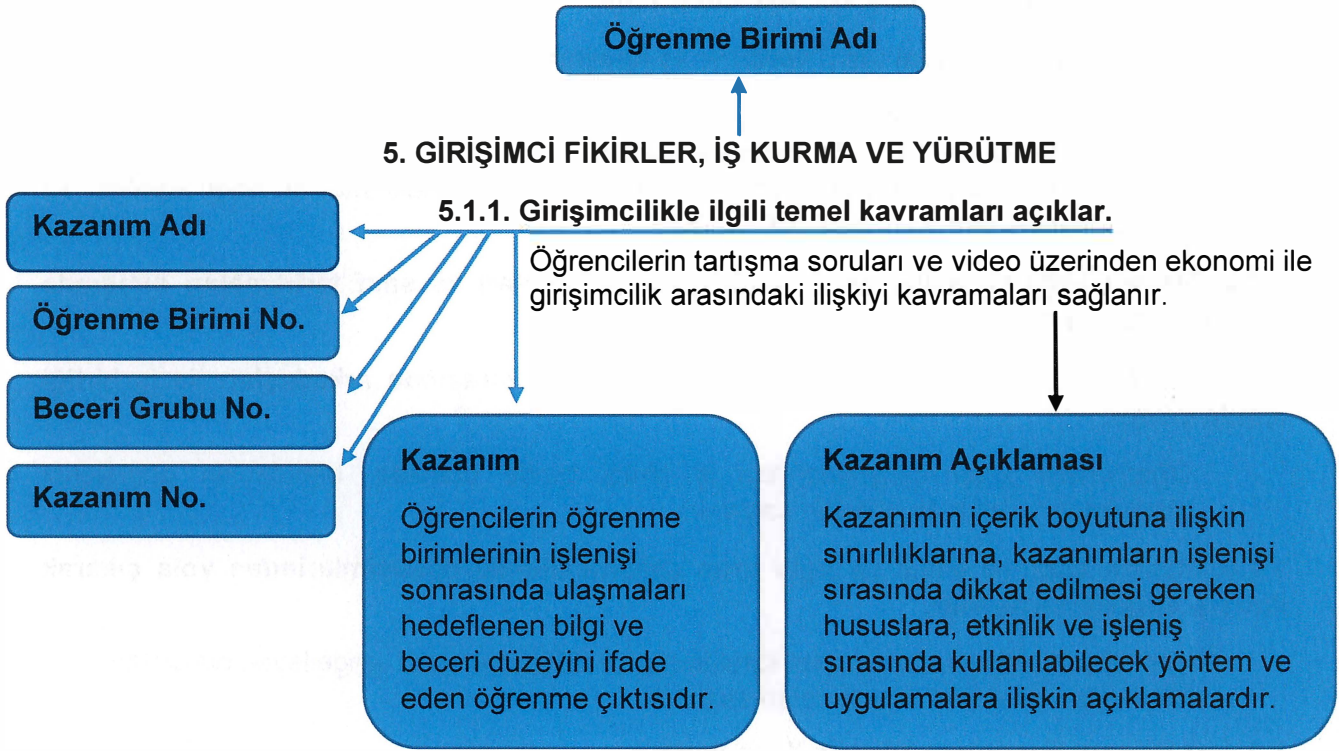 Öğrenme Birimi Adı
5. GİRİŞİMCİ FİKİRLER, İŞ KURMA VE YÜRÜTME
5.1.1. Girişimcilikle ilgili temel kavramları açıklar.
Öğrencilerin tartışma soruları ve video üzerinden ekonomi ile
girişimcilik arasındaki ilişkiyi kavramaları sağlanır.
Kazanım Adı
Öğrenme Birimi No.
Beceri Grubu No.
Kazanım No.
Kazanım
Öğrencilerin öğrenme
birimlerinin işlenişi
sonrasında ulaşmaları
hedeflenen bilgi ve
beceri düzeyini ifade
eden öğrenme çıktısıdır.
Kazanım Açıklaması
Kazanımın içerik boyutuna ilişkin
sınırlılıklarına, kazanımların işlenişi
sırasında dikkat edilmesi gereken
hususlara, etkinlik ve işleniş
sırasında kullanılabilecek yöntem ve
uygulamalara ilişkin açıklamalardır.